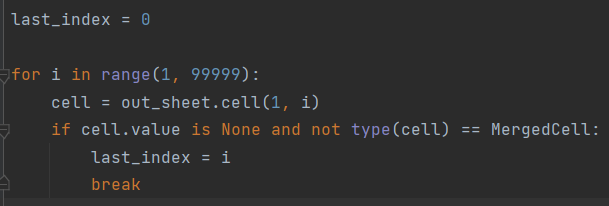 last_index = 0
for i in range(1, 99999):
    cell = out_sheet.cell(1, i)
    if cell.value is None and not type(cell) == MergedCell:
        last_index = i
        break